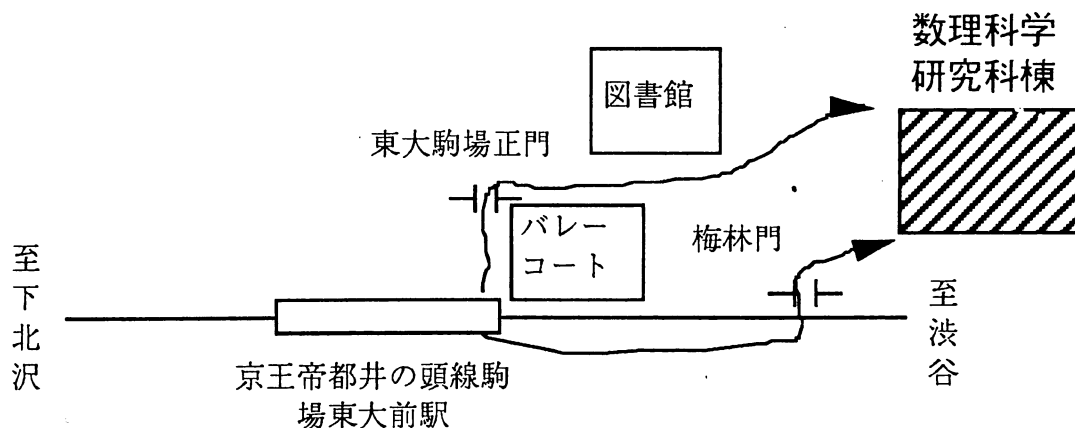 数理科学
研究科棟
図書館
東大駒場正門
バレー
コート
梅林門
至下北沢
至渋谷
京王帝都井の頭線駒
場東大前駅